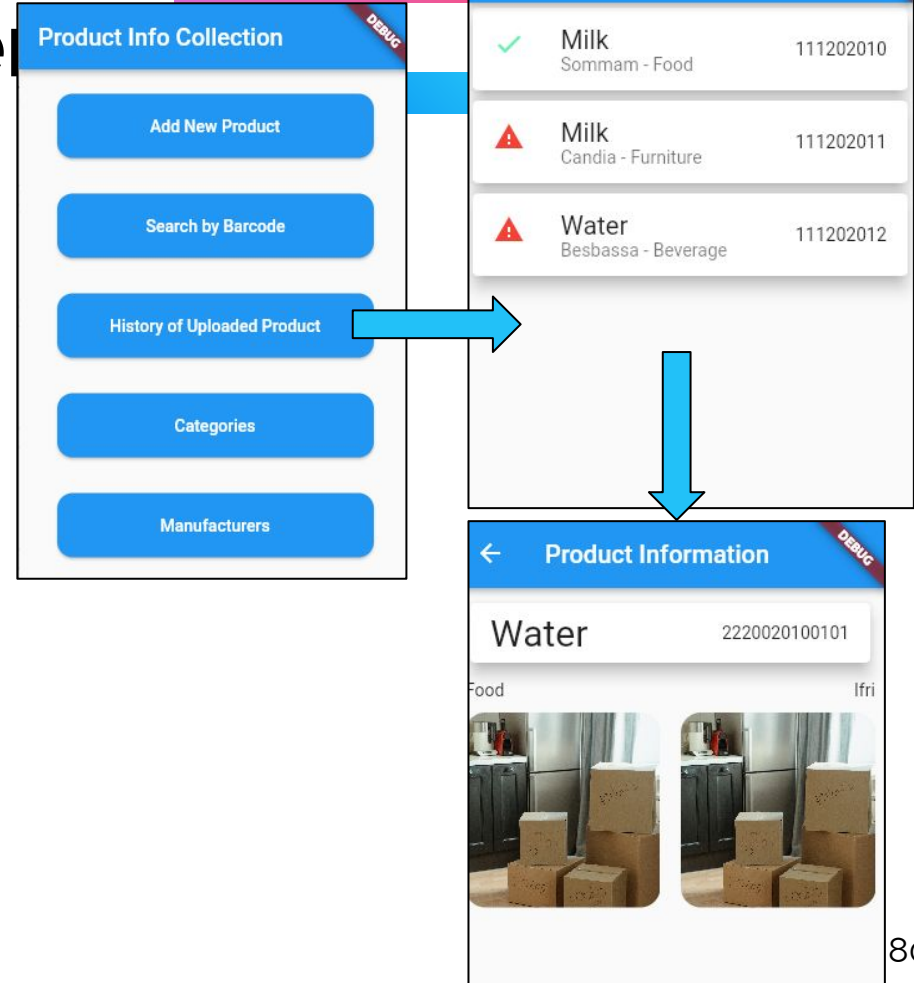 Product Info Collection
DEBUG
Add New Product
Search by Barcode
History of Uploaded Product
Categories
Manufacturers
Milk
Sommam - Food
111202010
Milk
Candia - Furniture
111202011
Water
Besbassa - Beverage
111202012
Product Information
DEBUG
Water
2220020100101
Food
Ifri